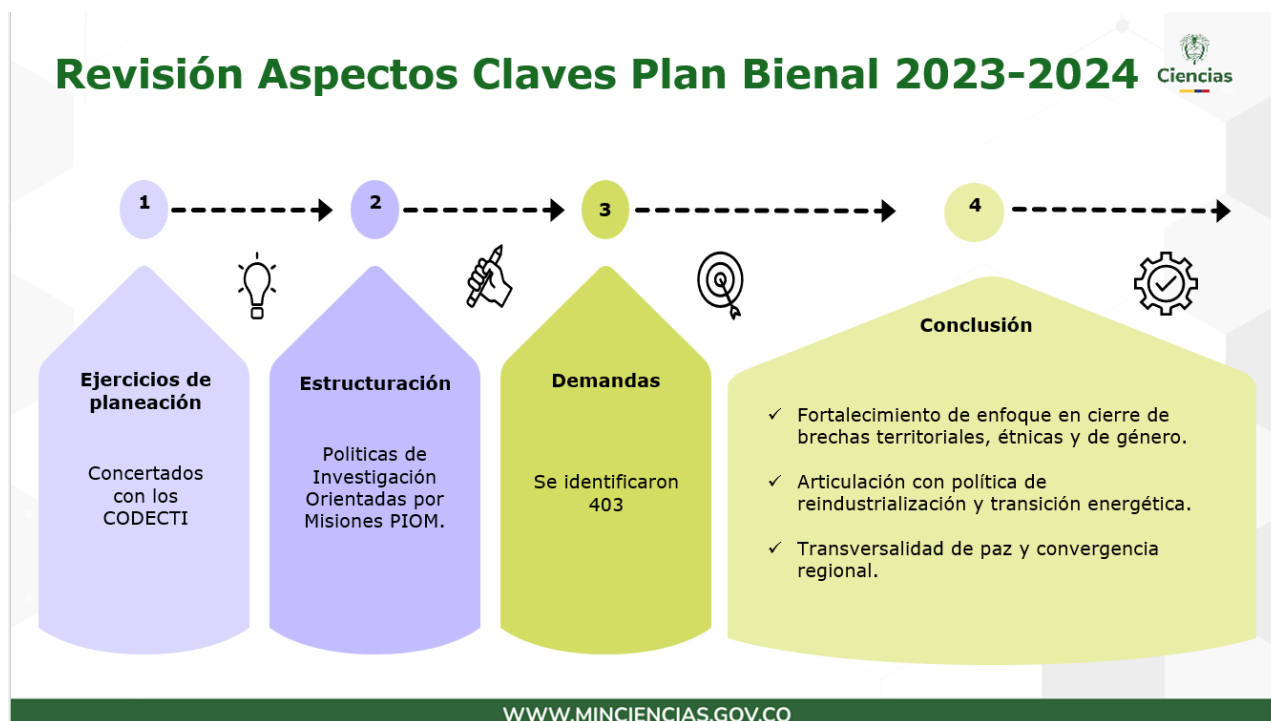 Revisión Aspectos Claves Plan Bienal 2023-2024
Ciencias
1
2
3
4
Ejercicios de
planeación
Concertados
con los
CODECTI
Estructuración
Politicas de
Investigación
Orientadas por
Misiones PIOM.
Demandas
Se identificaron
403
Conclusión
✓ Fortalecimiento de enfoque en cierre de
brechas territoriales, étnicas y de género.
✓ Articulación con política de
reindustrialización y transición energética.
✓ Transversalidad de paz y convergencia
regional.
WWW.MINCIENCIAS.GOV.CO